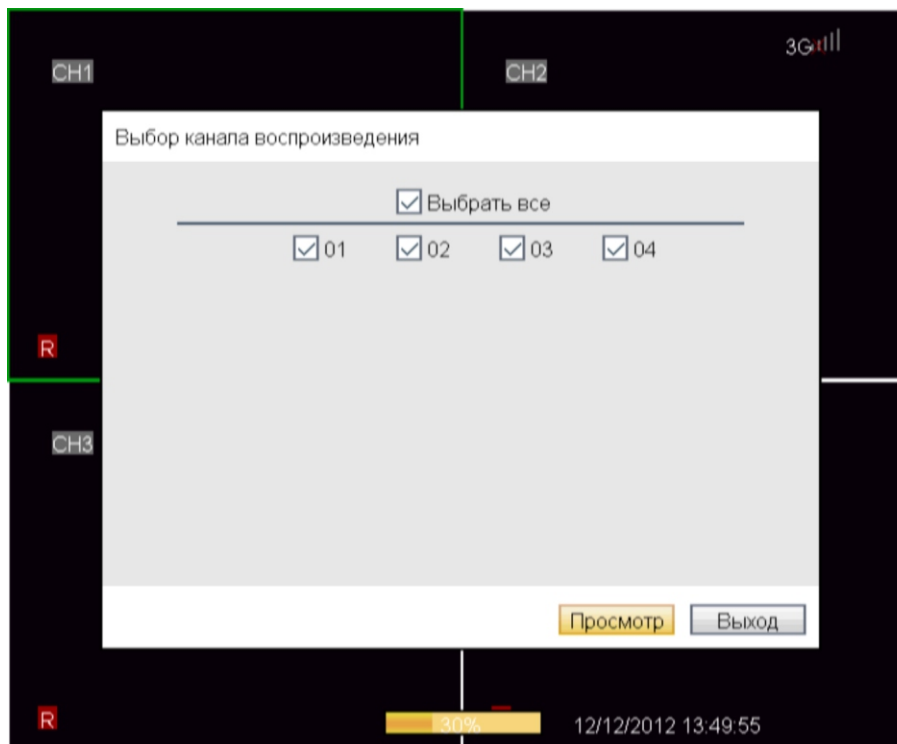 3G
CH1 CH2
Выбор канала воспроизведения
Выбрать все
01 02 03 04
R
CH3
Просмотр Выход
R
30% 12/12/2012 13:49:55